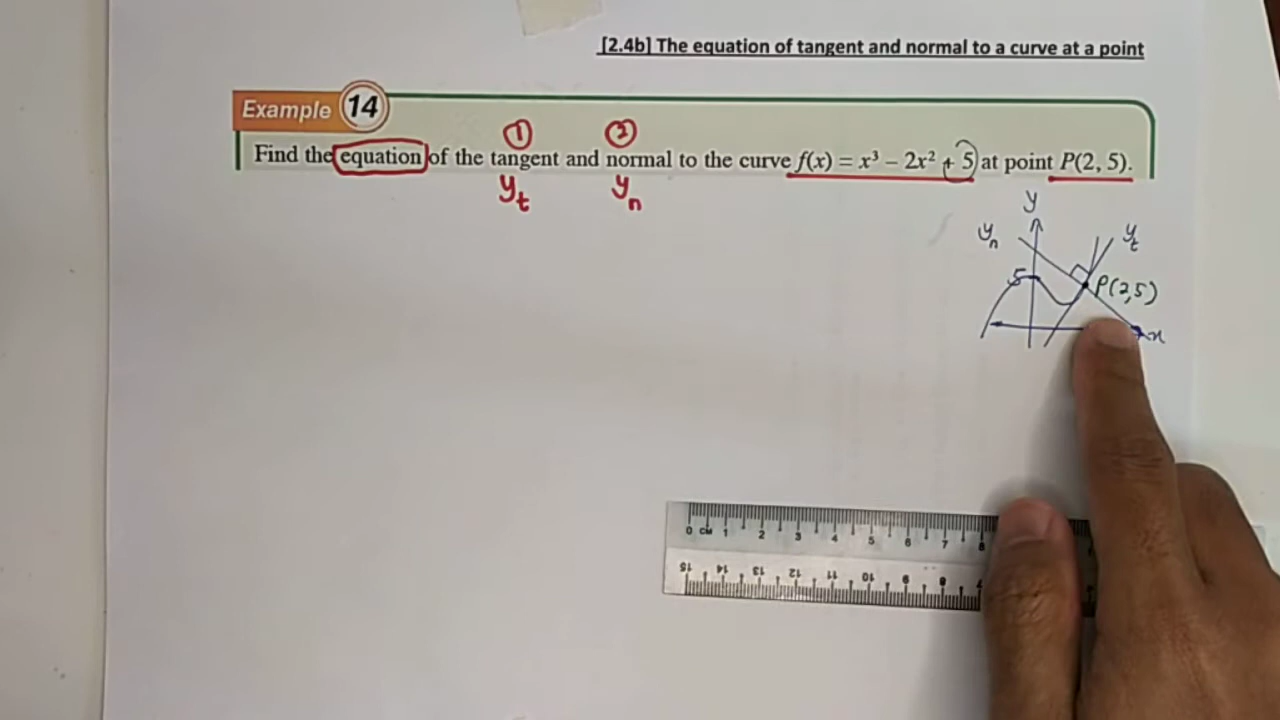 [2.4b] The equation of tangent and normal to a curve at a point
Example 14
① ②
Find the equation of the tangent and normal to the curve f(x) = x³ – 2x² + 5 at point P(2, 5).
yt yn
y
yn yt
5 P(2,5)
x
0 CM 1 2 3 4 5 6 7 8
15 14 13 12 11 10 9 8 7